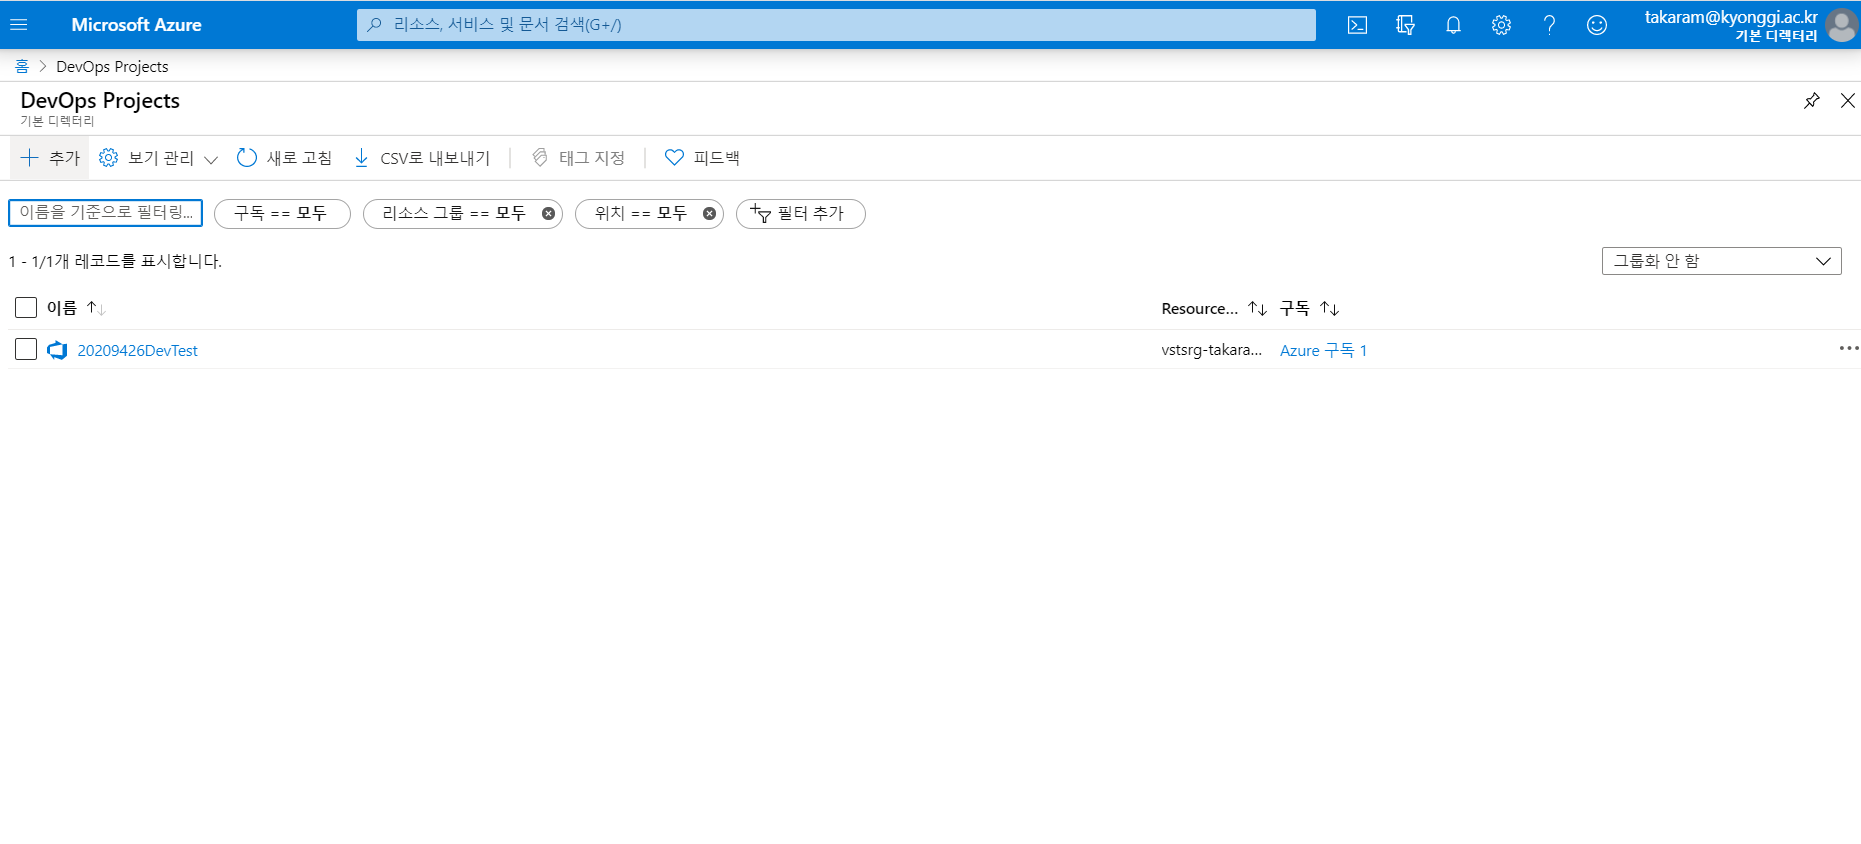 Microsoft Azure
리소스, 서비스 및 문서 검색(G+/)
takaram@kyonggi.ac.kr
기본 디렉터리
홈 > DevOps Projects
DevOps Projects
기본 디렉터리
추가 보기 관리 새로 고침 CSV로 내보내기 태그 지정 피드백
이름을 기준으로 필터링... 구독 == 모두 리소스 그룹 == 모두 위치 == 모두 필터 추가
1 - 1/1개 레코드를 표시합니다. 그룹화 안 함
이름 Resource... 구독
20209426DevTest vstsrg-takara... Azure 구독 1